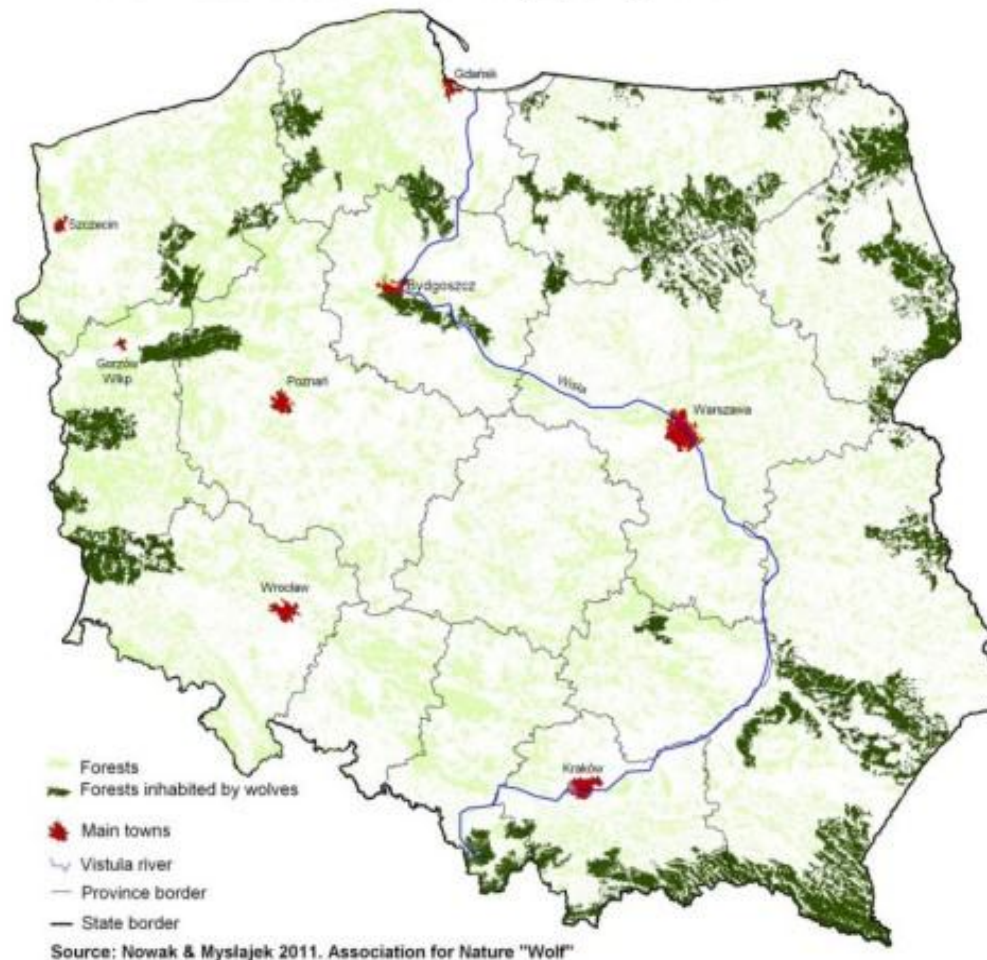 Gdańsk
Szczecin
Bydgoszcz
Gorzów
Wlkp
Poznań
Wisła
Warszawa
Wrocław
Kraków
Forests
Forests inhabited by wolves
Main towns
Vistula river
Province border
State border
Source: Nowak & Mysłajek 2011. Association for Nature "Wolf"